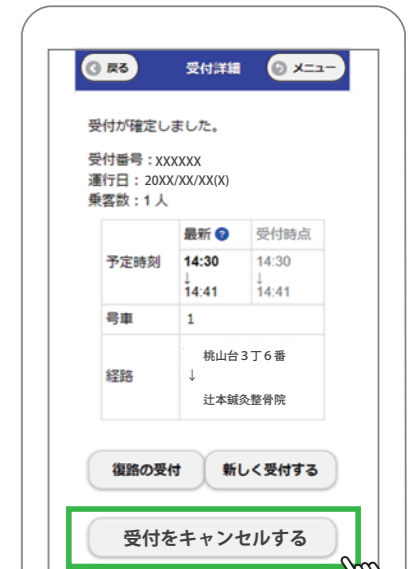 戻る 受付詳細 メニュー
受付が確定しました。
受付番号：XXXXXX
運行日：20XX/XX/XX(X)
乗客数：1人
最新 ? 受付時点
予定時刻 14:30 14:30
↓ ↓
14:41 14:41
号車 1
桃山台３丁６番
経路 ↓
辻本鍼灸整骨院
復路の受付 新しく受付する
受付をキャンセルする